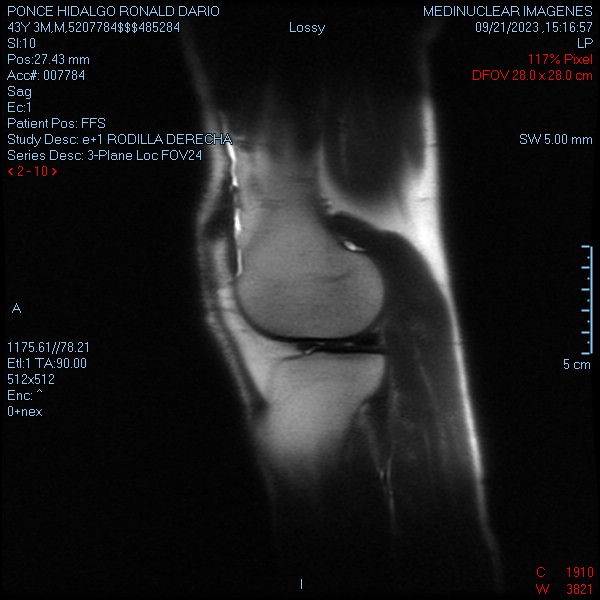 PONCE HIDALGO RONALD DARIO
43Y 3M,M,5207784$$$485284
Sl:10
Pos:27.43 mm
Acc#: 007784
Sag
Ec:1
Patient Pos: FFS
Study Desc: e+1 RODILLA DERECHA
Series Desc: 3-Plane Loc FOV24
< 2 - 10 >
Lossy
MEDINUCLEAR IMAGENES
09/21/2023 ,15:16:57
LP
117% Pixel
DFOV 28.0 x 28.0 cm
SW 5.00 mm
A
5 cm
1175.61//78.21
Etl:1 TA:90.00
512x512
Enc: ^
0+nex
I
C 1910
W 3821